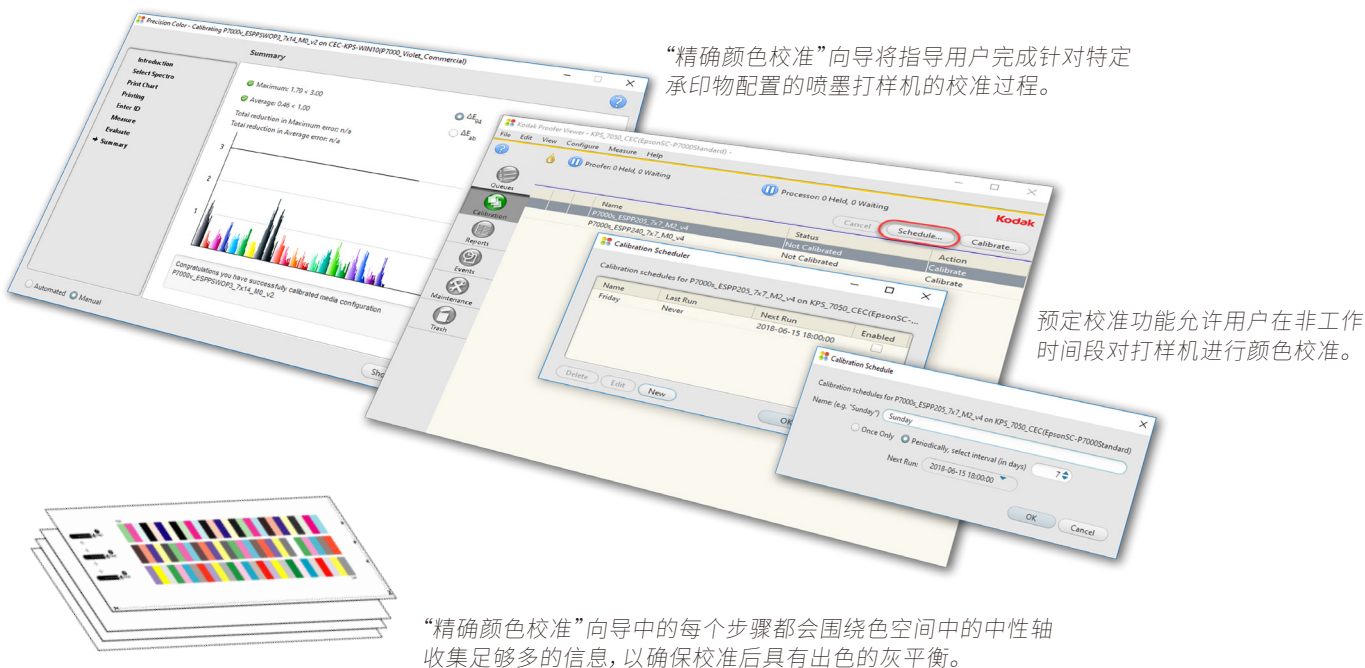 Precision Color - Calibrating P7000v_ESPPSWOP3_7x14_M0_v2 on CEC-KPS-WIN10(P7000_Violet_Commercial)
Introduction
Select Spectro
Print Chart
Printing
Enter ID
Measure
Evaluate
Summary
Summary
Maximum: 1.79 < 3.00
Average: 0.46 < 1.00
Total reduction in Maximum error: n/a
Total reduction in Average error: n/a
ΔE94
ΔEab
3
2
1
Congratulations you have successfully calibrated media configuration
P7000v_ESPPSWOP3_7x14_M0_v2.
Automated Manual
“精确颜色校准”向导将指导用户完成针对特定
承印物配置的喷墨打样机的校准过程。
Kodak Proofer Viewer - KPS_7050_CEC(EpsonSC-P7000Standard) -
File Edit View Configure Measure Help
Proofer: 0 Held, 0 Waiting
Processor: 0 Held, 0 Waiting
Kodak
Cancel Schedule... Calibrate...
Queues
Calibration
Reports
Events
Maintenance
Trash
Name Status Action
P7000s_ESPP205_7x7_M2_v4 Not Calibrated Calibrate
P7000s_ESPP240_7x7_M0_v4 Not Calibrated Calibrate
Calibration Scheduler
Calibration schedules for P7000s_ESPP205_7x7_M2_v4 on KPS_7050_CEC(EpsonSC-...
Name Last Run Next Run Enabled
Friday Never 2018-06-15 18:00:00
Delete Edit New
OK
预定校准功能允许用户在非工作
时间段对打样机进行颜色校准。
Calibration Schedule
Calibration schedules for P7000s_ESPP205_7x7_M2_v4 on KPS_7050_CEC(EpsonSC-P7000Standard)
Name: (e.g. "Sunday") Sunday
Once Only Periodically, select interval (in days) 7
Next Run: 2018-06-15 18:00:00
OK Cancel
“精确颜色校准”向导中的每个步骤都会围绕色空间中的中性轴
收集足够多的信息，以确保校准后具有出色的灰平衡。